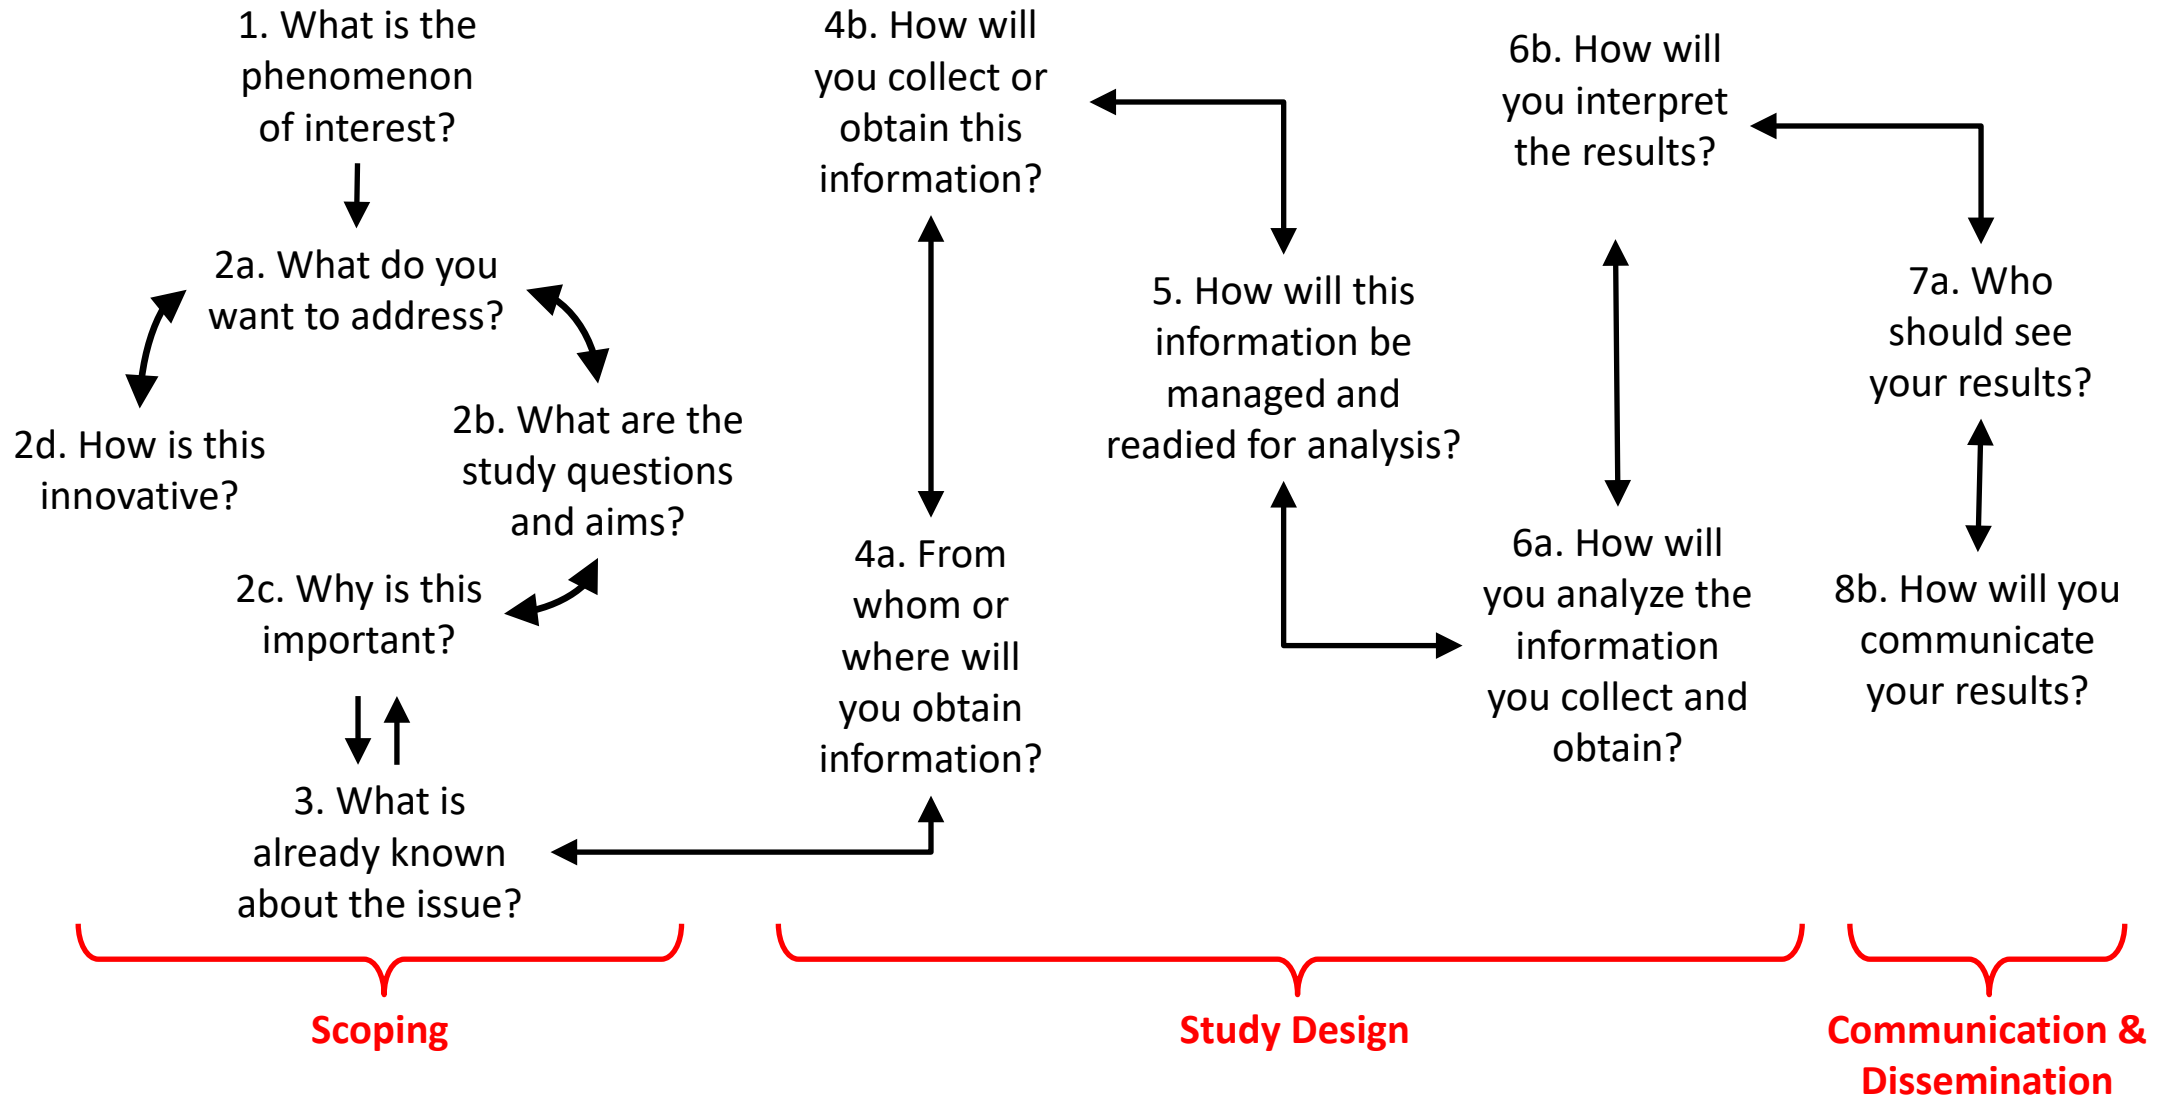 1. What is the
phenomenon
of interest?
2a. What do you
want to address?
2b. What are the
study questions
and aims?
2c. Why is this
important?
2d. How is this
innovative?
3. What is
already known
about the issue?
4a. From
whom or
where will
you obtain
information?
4b. How will
you collect or
obtain this
information?
5. How will this
information be
managed and
readied for analysis?
6a. How will
you analyze the
information
you collect and
obtain?
6b. How will
you interpret
the results?
7a. Who
should see
your results?
8b. How will you
communicate
your results?
Scoping
Study Design
Communication &
Dissemination